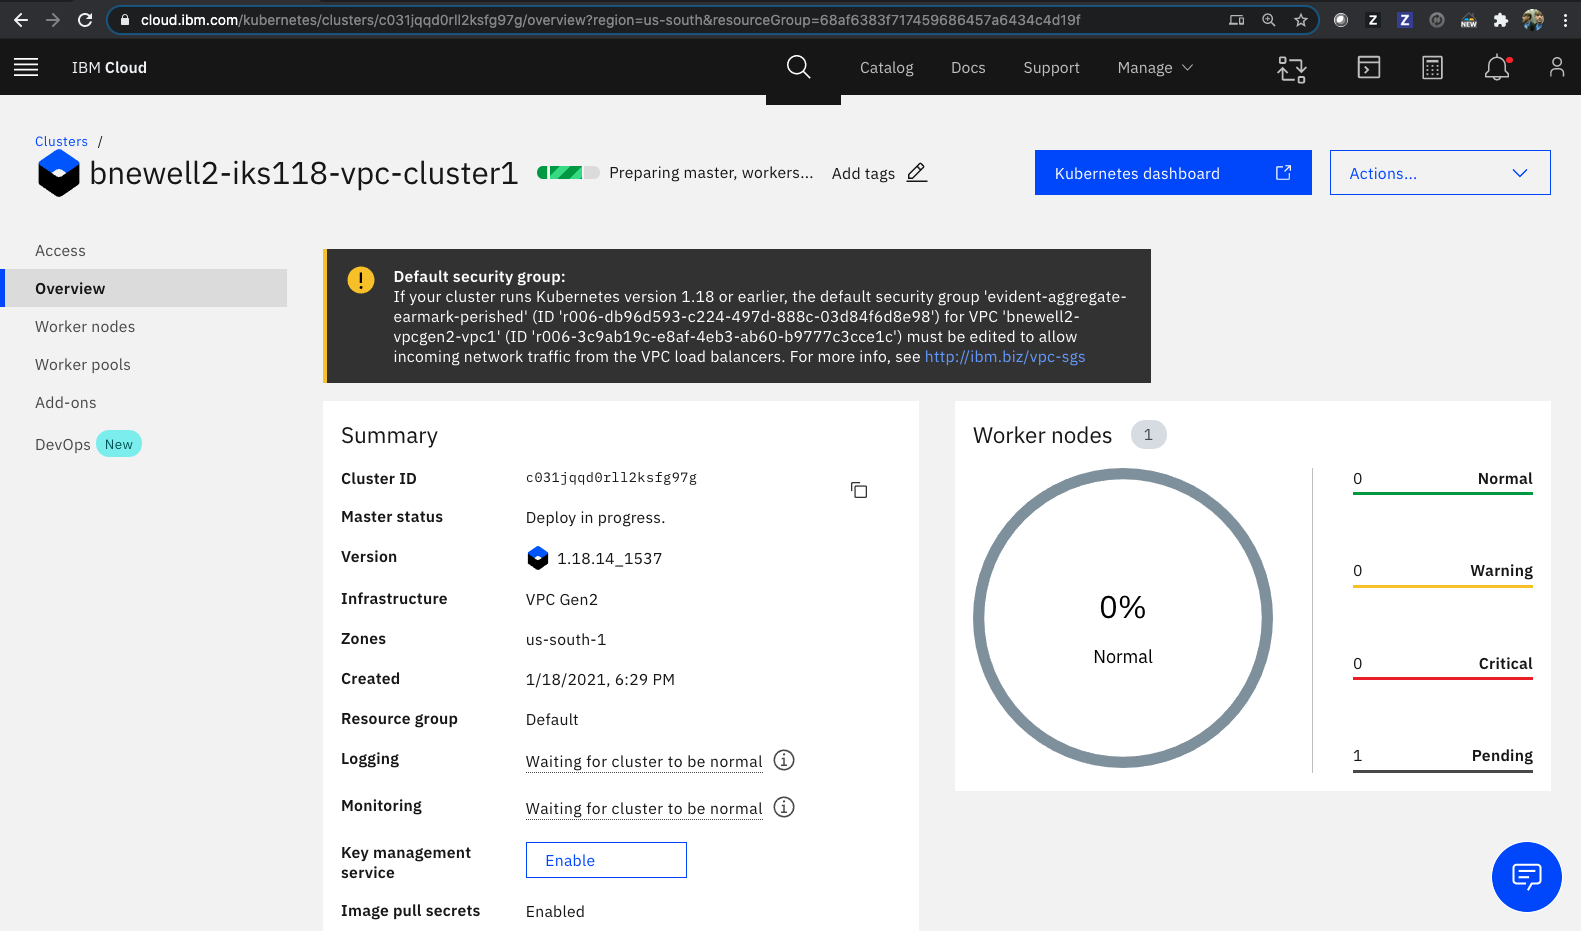 cloud.ibm.com/kubernetes/clusters/c031jqqd0rll2ksfg97g/overview?region=us-south&resourceGroup=68af6383f717459686457a6434c4d19f
Z
Z
NEW
IBM Cloud
Catalog
Docs
Support
Manage
Clusters /
bnewell2-iks118-vpc-cluster1
Preparing master, workers...
Add tags
Kubernetes dashboard
Actions...
Access
Overview
Worker nodes
Worker pools
Add-ons
DevOps New
Default security group:
If your cluster runs Kubernetes version 1.18 or earlier, the default security group 'evident-aggregate-
earmark-perished' (ID 'r006-db96d593-c224-497d-888c-03d84f6d8e98') for VPC 'bnewell2-
vpcgen2-vpc1' (ID 'r006-3c9ab19c-e8af-4eb3-ab60-b9777c3cce1c') must be edited to allow
incoming network traffic from the VPC load balancers. For more info, see http://ibm.biz/vpc-sgs
Summary
Cluster ID c031jqqd0rll2ksfg97g
Master status Deploy in progress.
Version 1.18.14_1537
Infrastructure VPC Gen2
Zones us-south-1
Created 1/18/2021, 6:29 PM
Resource group Default
Logging Waiting for cluster to be normal
Monitoring Waiting for cluster to be normal
Key management
service
Enable
Image pull secrets Enabled
Worker nodes 1
0%
Normal
0 Normal
0 Warning
0 Critical
1 Pending